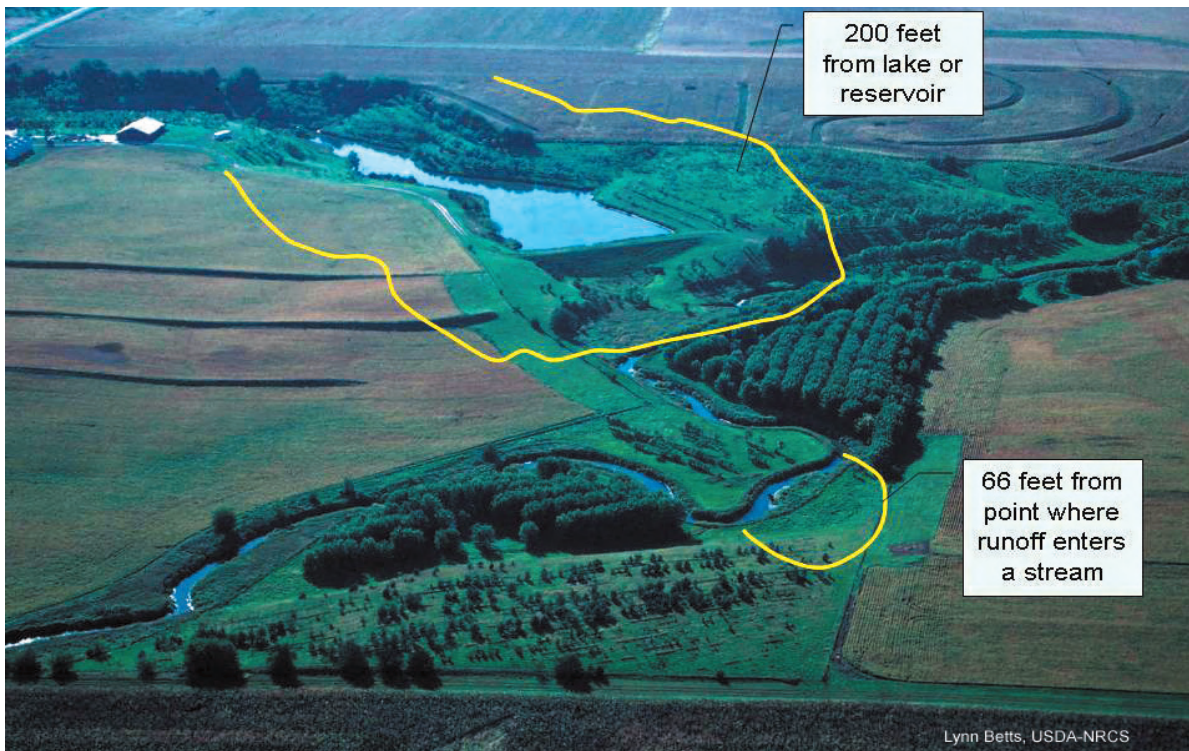 200 feet
from lake or
reservoir
66 feet from
point where
runoff enters
a stream
Lynn Betts, USDA-NRCS